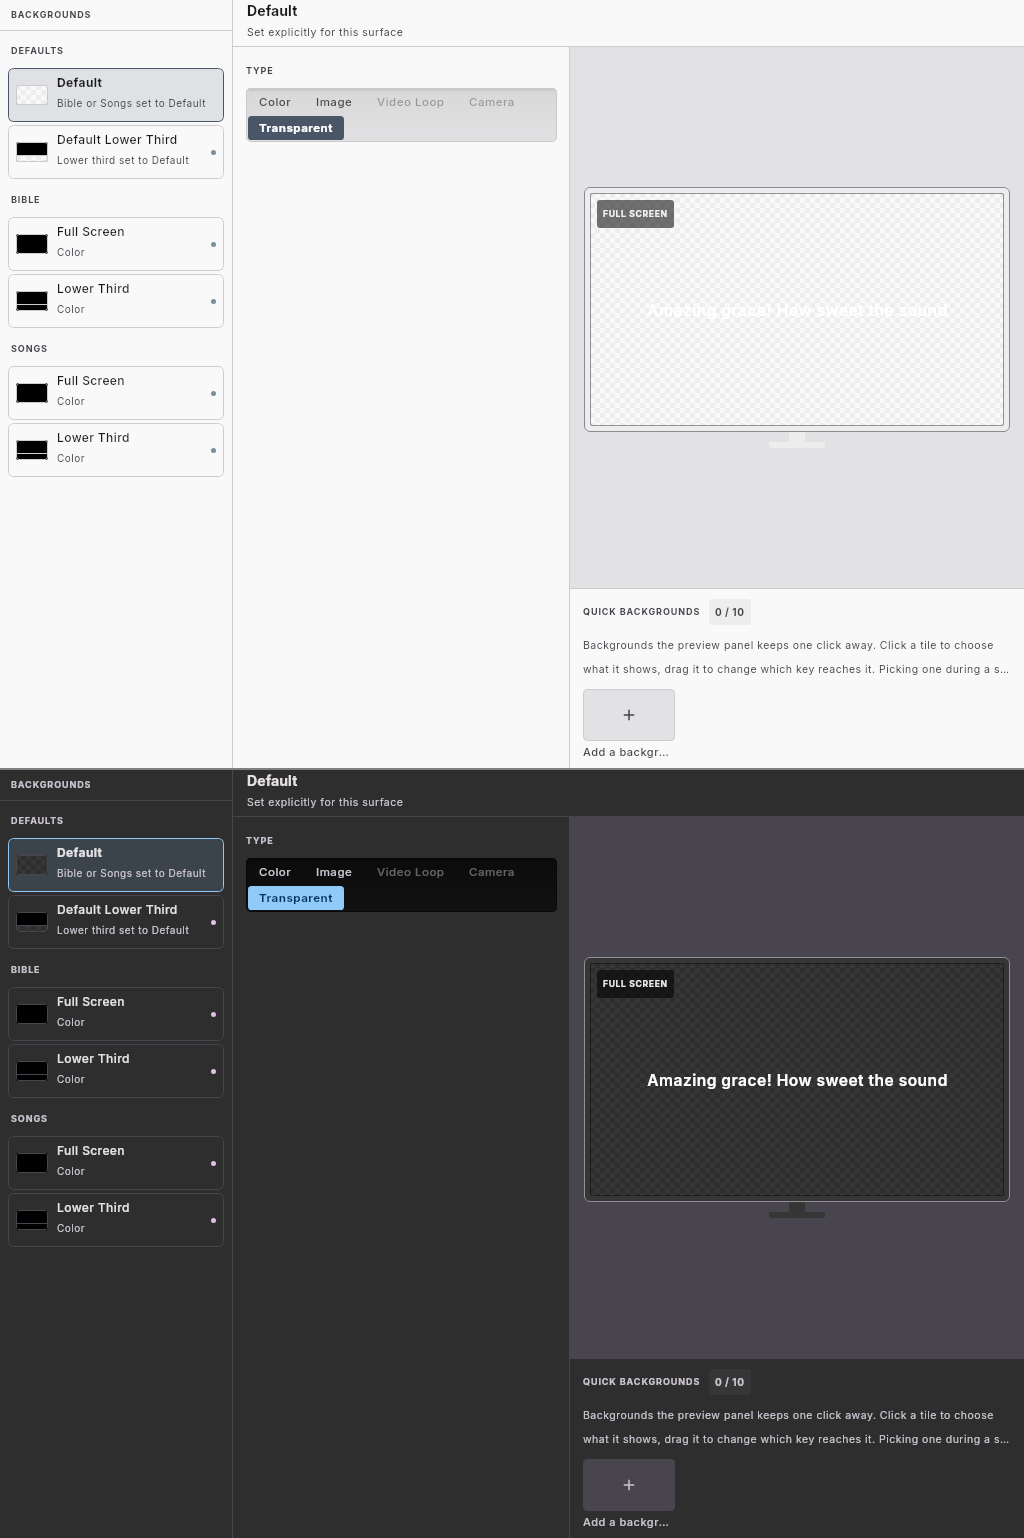 BACKGROUNDS
DEFAULTS
Default
Bible or Songs set to Default
Default Lower Third
Lower third set to Default
BIBLE
Full Screen
Color
Lower Third
Color
SONGS
Full Screen
Color
Lower Third
Color
Default
Set explicitly for this surface
TYPE
Color Image Video Loop Camera
Transparent
FULL SCREEN
Amazing grace! How sweet the sound
QUICK BACKGROUNDS 0 / 10
Backgrounds the preview panel keeps one click away. Click a tile to choose
what it shows, drag it to change which key reaches it. Picking one during a s...
+
Add a backgr...
BACKGROUNDS
DEFAULTS
Default
Bible or Songs set to Default
Default Lower Third
Lower third set to Default
BIBLE
Full Screen
Color
Lower Third
Color
SONGS
Full Screen
Color
Lower Third
Color
Default
Set explicitly for this surface
TYPE
Color Image Video Loop Camera
Transparent
FULL SCREEN
Amazing grace! How sweet the sound
QUICK BACKGROUNDS 0 / 10
Backgrounds the preview panel keeps one click away. Click a tile to choose
what it shows, drag it to change which key reaches it. Picking one during a s...
+
Add a backgr...